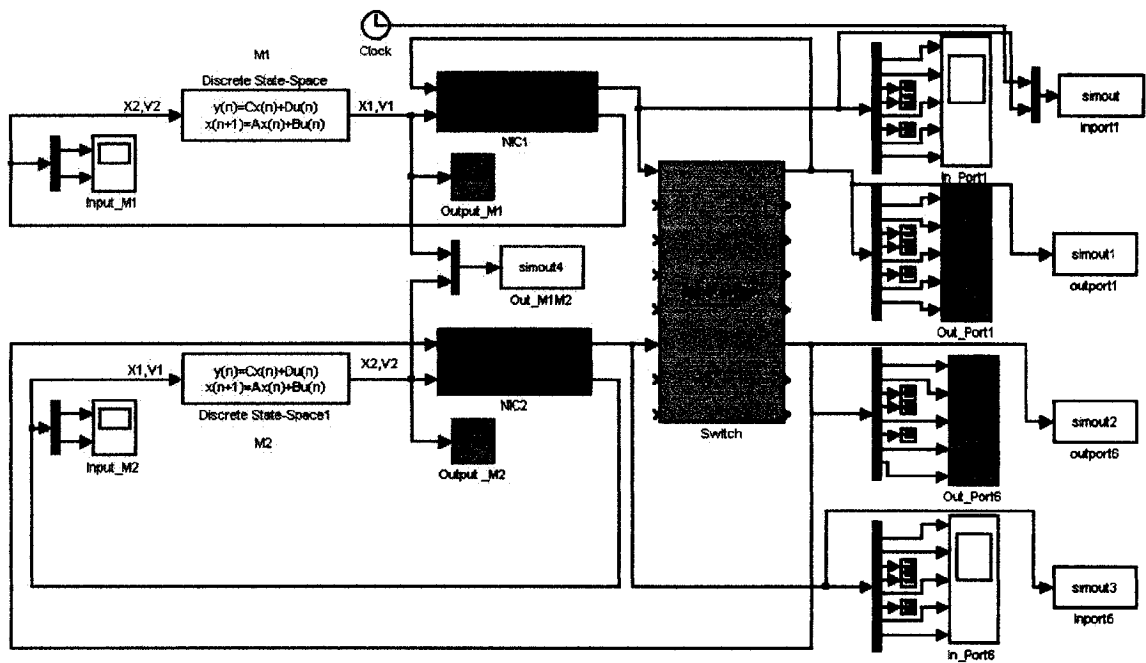 Clock
M1
Discrete State-Space
X2,V2
y(n)=Cx(n)+Du(n)
x(n+1)=Ax(n)+Bu(n)
X1,V1
NIC1
Input_M1
Output_M1
simout
inport1
In_Port1
simout4
Out_M1M2
simout1
outport1
Out_Port1
X1,V1
y(n)=Cx(n)+Du(n)
x(n+1)=Ax(n)+Bu(n)
X2,V2
Discrete State-Space1
M2
NIC2
Switch
Input_M2
Output _M2
simout2
outport6
Out_Port6
simout3
inport6
In_Port6